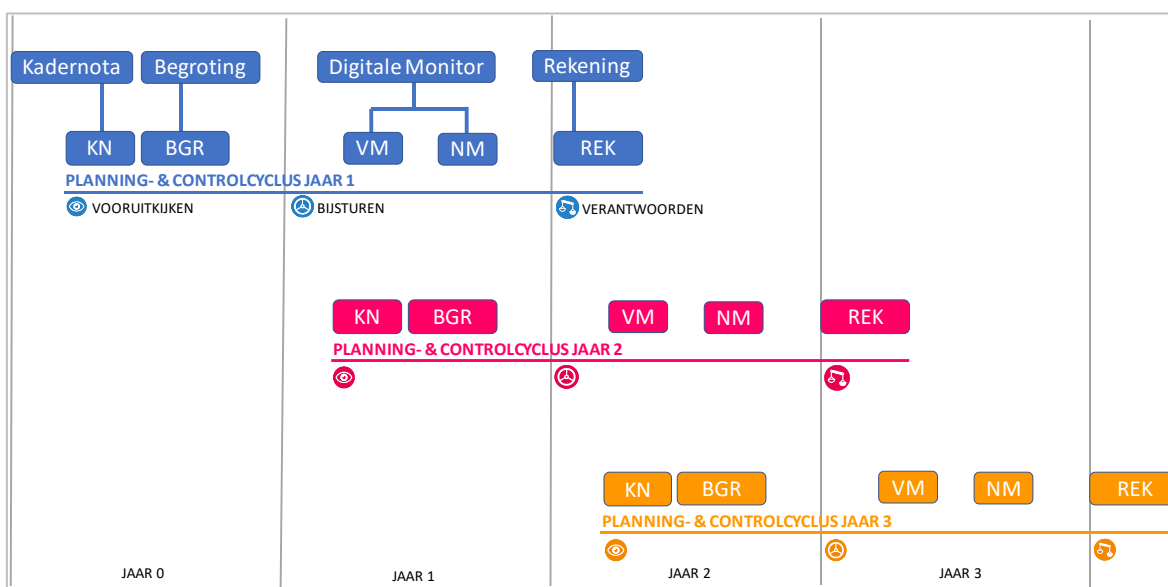 Kadernota Begroting Digitale Monitor Rekening
KN BGR VM NM REK
PLANNING- & CONTROLCYCLUS JAAR 1
VOORUITKIJKEN BIJSTUREN VERANTWOORDEN
KN BGR VM NM REK
PLANNING- & CONTROLCYCLUS JAAR 2
KN BGR VM NM REK
PLANNING- & CONTROLCYCLUS JAAR 3
JAAR 0 JAAR 1 JAAR 2 JAAR 3